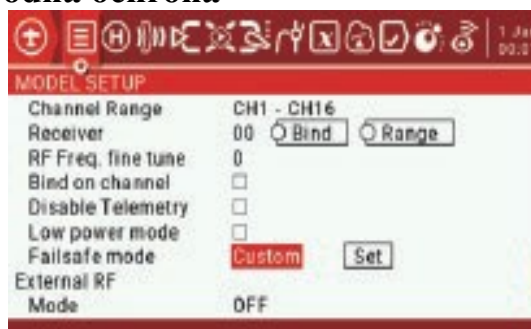 MODEL SETUP
Channel Range CH1 - CH16
Receiver 00 Bind Range
RF Freq. fine tune 0
Bind on channel
Disable Telemetry
Low power mode
Failsafe mode Custom Set
External RF
Mode OFF